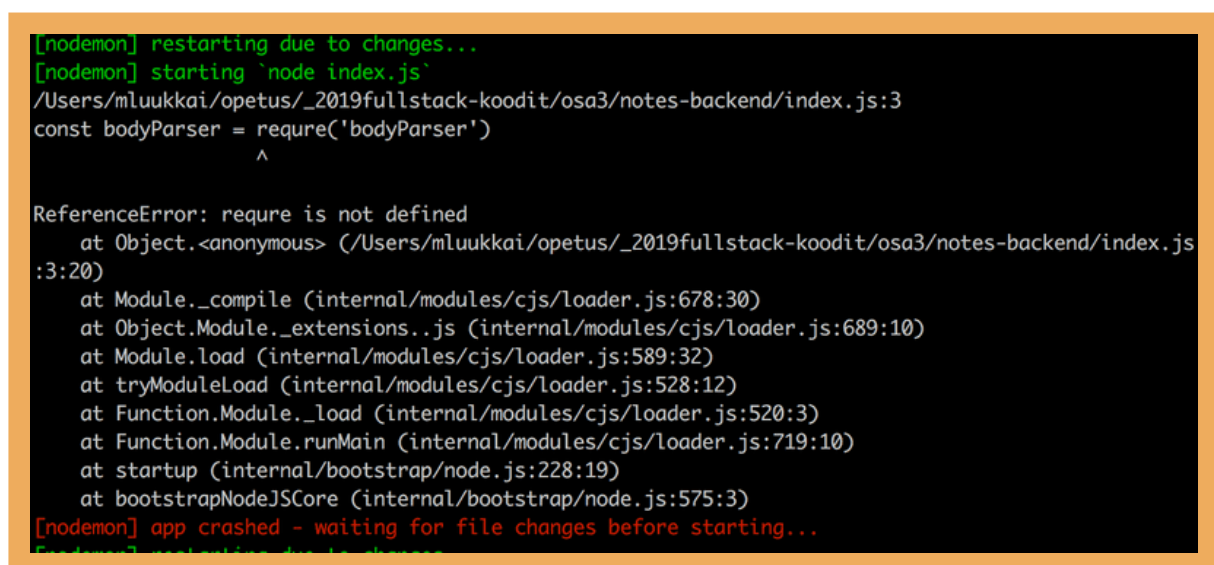 [nodemon] restarting due to changes...
[nodemon] starting `node index.js`
/Users/mluukkai/opetus/_2019fullstack-koodit/osa3/notes-backend/index.js:3
const bodyParser = requre('bodyParser')
^
ReferenceError: requre is not defined
at Object.<anonymous> (/Users/mluukkai/opetus/_2019fullstack-koodit/osa3/notes-backend/index.js
:3:20)
at Module._compile (internal/modules/cjs/loader.js:678:30)
at Object.Module._extensions..js (internal/modules/cjs/loader.js:689:10)
at Module.load (internal/modules/cjs/loader.js:589:32)
at tryModuleLoad (internal/modules/cjs/loader.js:528:12)
at Function.Module._load (internal/modules/cjs/loader.js:520:3)
at Function.Module.runMain (internal/modules/cjs/loader.js:719:10)
at startup (internal/bootstrap/node.js:228:19)
at bootstrapNodeJSCore (internal/bootstrap/node.js:575:3)
[nodemon] app crashed - waiting for file changes before starting...
[nodemon] restarting due to changes